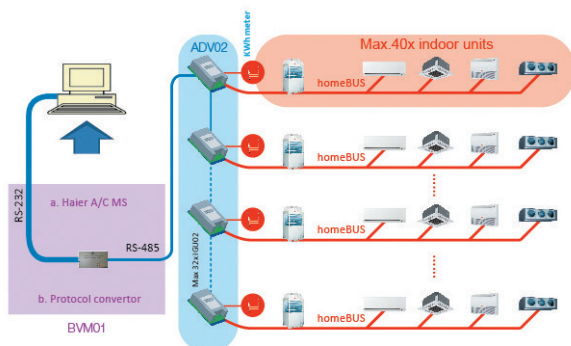 ADV02
KWh meter
Max.40x indoor units
homeBUS
homeBUS
homeBUS
homeBUS
RS-232
a. Haier A/C MS
RS-485
b. Protocol convertor
BVM01
Max 32xIGU02